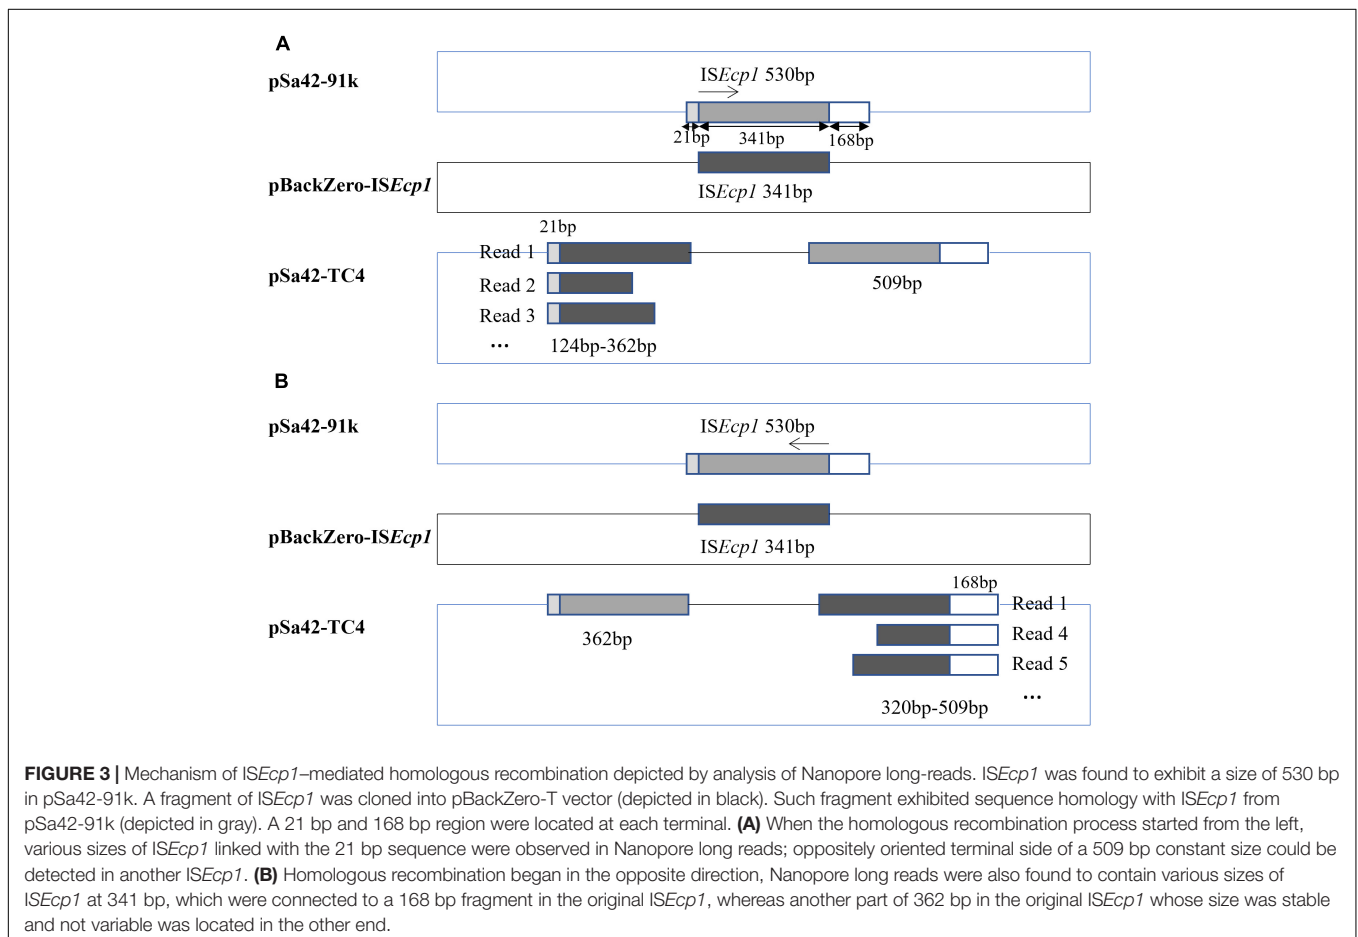 A
pSa42-91k
ISEcp1 530bp
21bp
341bp
168bp
pBackZero-ISEcp1
ISEcp1 341bp
21bp
Read 1
pSa42-TC4
509bp
Read 2
Read 3
... 124bp-362bp
B
pSa42-91k
ISEcp1 530bp
pBackZero-ISEcp1
ISEcp1 341bp
168bp
Read 1
pSa42-TC4
362bp
Read 4
Read 5
...
320bp-509bp
FIGURE 3 | Mechanism of ISEcp1–mediated homologous recombination depicted by analysis of Nanopore long-reads. ISEcp1 was found to exhibit a size of 530 bp
in pSa42-91k. A fragment of ISEcp1 was cloned into pBackZero-T vector (depicted in black). Such fragment exhibited sequence homology with ISEcp1 from
pSa42-91k (depicted in gray). A 21 bp and 168 bp region were located at each terminal. (A) When the homologous recombination process started from the left,
various sizes of ISEcp1 linked with the 21 bp sequence were observed in Nanopore long reads; oppositely oriented terminal side of a 509 bp constant size could be
detected in another ISEcp1. (B) Homologous recombination began in the opposite direction, Nanopore long reads were also found to contain various sizes of
ISEcp1 at 341 bp, which were connected to a 168 bp fragment in the original ISEcp1, whereas another part of 362 bp in the original ISEcp1 whose size was stable
and not variable was located in the other end.